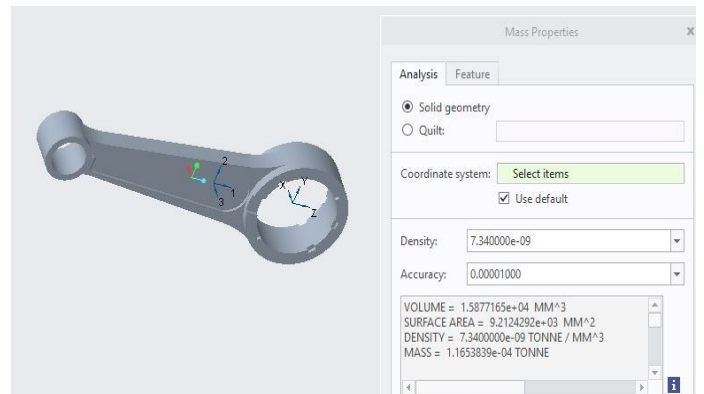 Mass Properties
x
Analysis Feature
Solid geometry
Quilt:
Coordinate system: Select items
Use default
Density: 7.340000e-09
Accuracy: 0.00001000
VOLUME = 1.5877165e+04 MM^3
SURFACE AREA = 9.2124292e+03 MM^2
DENSITY = 7.3400000e-09 TONNE / MM^3
MASS = 1.1653839e-04 TONNE
i
2
1
3
X Y
Z